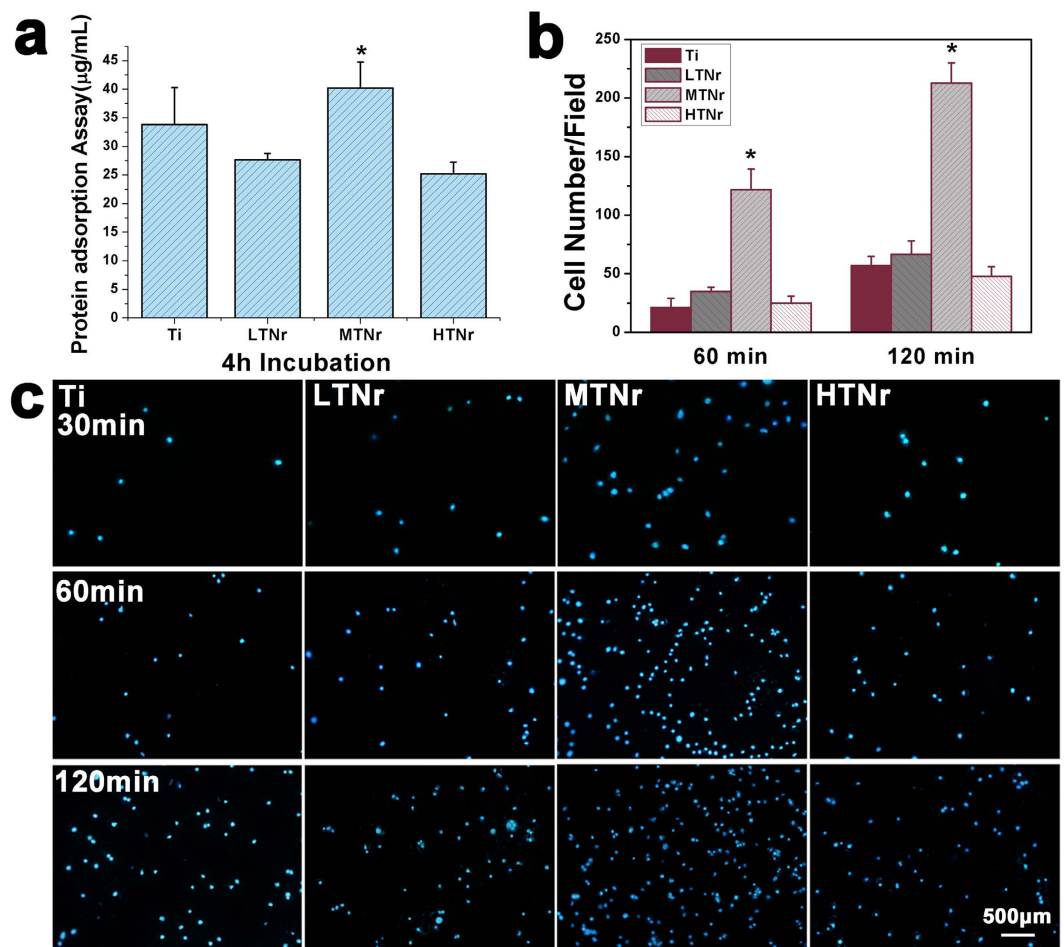 a
Protein adsorption Assay(μg/mL)
45
40
35
30
25
20
15
10
5
0
*
Ti LTNr MTNr HTNr
4h Incubation
b
Cell Number/Field
250
200
150
100
50
0
Ti
LTNr
MTNr
HTNr
*
*
60 min 120 min
c
Ti LTNr MTNr HTNr
30min
60min
120min
500μm